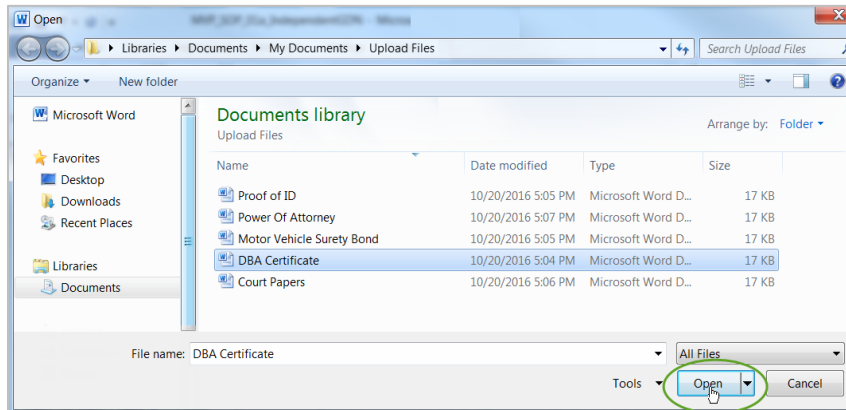 Open
Libraries Documents My Documents Upload Files Search Upload Files
Organize New folder
Microsoft Word
Favorites
Desktop
Downloads
Recent Places
Libraries
Documents
Documents library
Upload Files
Arrange by: Folder
Name Date modified Type Size
Proof of ID 10/20/2016 5:05 PM Microsoft Word D... 17 KB
Power Of Attorney 10/20/2016 5:07 PM Microsoft Word D... 17 KB
Motor Vehicle Surety Bond 10/20/2016 5:05 PM Microsoft Word D... 17 KB
DBA Certificate 10/20/2016 5:04 PM Microsoft Word D... 17 KB
Court Papers 10/20/2016 5:06 PM Microsoft Word D... 17 KB
File name: DBA Certificate All Files
Tools Open Cancel